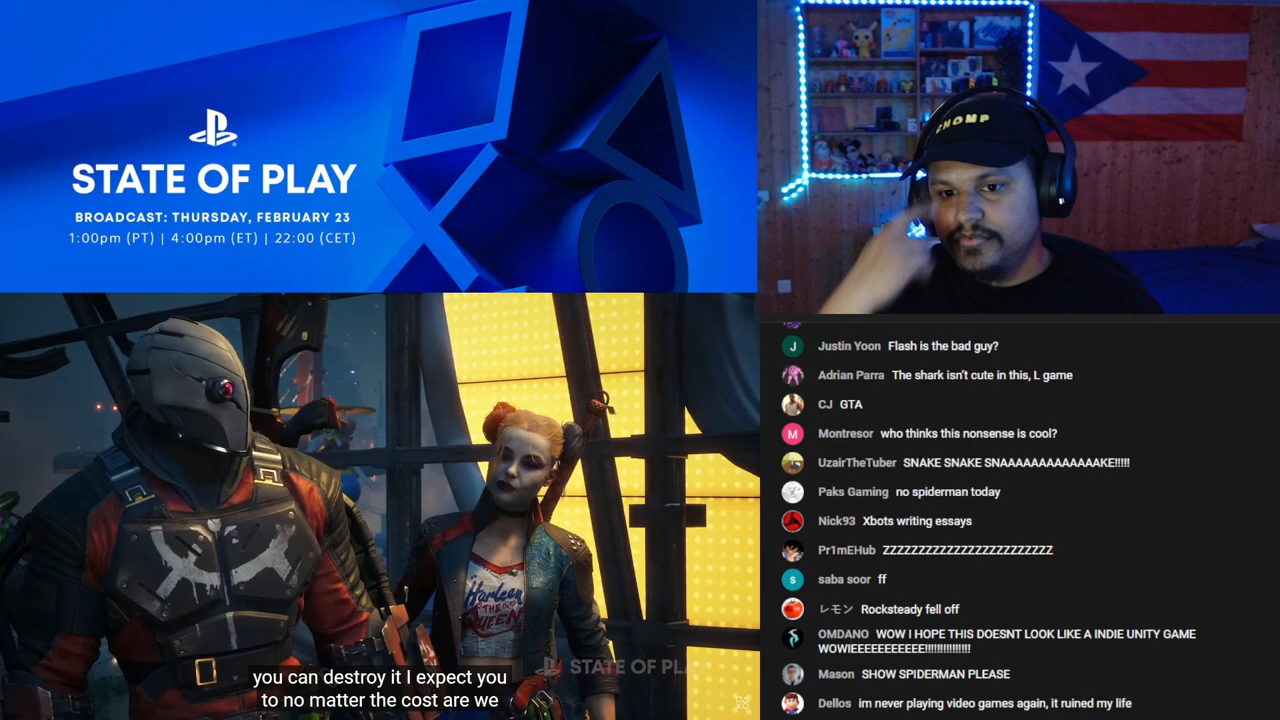 STATE OF PLAY
BROADCAST: THURSDAY, FEBRUARY 23
1:00pm (PT) | 4:00pm (ET) | 22:00 (CET)
CHOMP
Harleen
THE
QUEEN
STATE OF PL
you can destroy it I expect you
to no matter the cost are we
J Justin Yoon Flash is the bad guy?
Adrian Parra The shark isn't cute in this, L game
CJ GTA
M Montresor who thinks this nonsense is cool?
UzairTheTuber SNAKE SNAKE SNAAAAAAAAAAAAAKE!!!!!
Paks Gaming no spiderman today
Nick93 Xbots writing essays
Pr1mEHub ZZZZZZZZZZZZZZZZZZZZZZZZ
s saba soor ff
レモン Rocksteady fell off
OMDANO WOW I HOPE THIS DOESNT LOOK LIKE A INDIE UNITY GAME
WOWIEEEEEEEEEEE!!!!!!!!!!!!!!!!
Mason SHOW SPIDERMAN PLEASE
Dellos im never playing video games again, it ruined my life